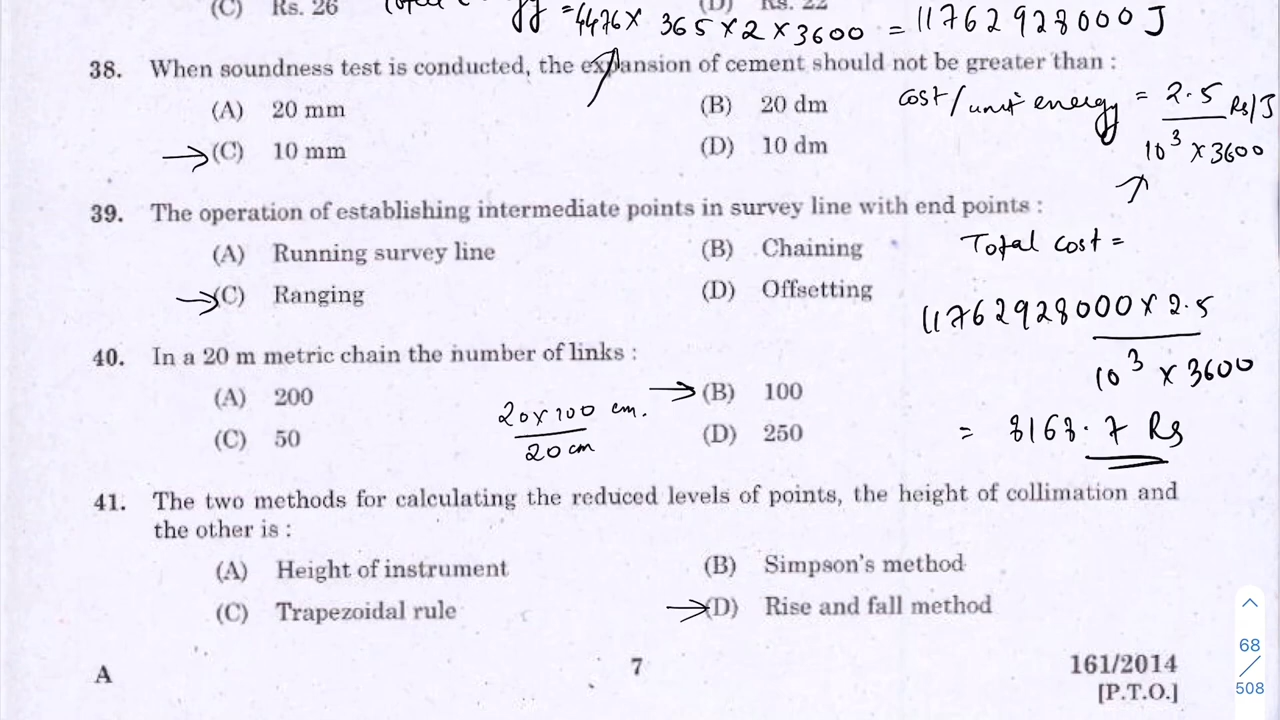 (C) Rs. 26
(D) Rs. 22
= 4476 × 365 × 2 × 3600 = 11762928000 J
38. When soundness test is conducted, the expansion of cement should not be greater than :
(A) 20 mm (B) 20 dm
→(C) 10 mm (D) 10 dm
cost/unit energy = 2.5 / 10³ × 3600 Rs/J
39. The operation of establishing intermediate points in survey line with end points :
(A) Running survey line (B) Chaining
→(C) Ranging (D) Offsetting
Total cost =
11762928000 × 2.5
10³ × 3600
= 8168.7 Rs
40. In a 20 m metric chain the number of links :
(A) 200 →(B) 100
(C) 50 (D) 250
20 × 100 cm.
20 cm
41. The two methods for calculating the reduced levels of points, the height of collimation and
the other is :
(A) Height of instrument (B) Simpson's method
(C) Trapezoidal rule →(D) Rise and fall method
A 7 161/2014
[P.T.O.]
68
/
508